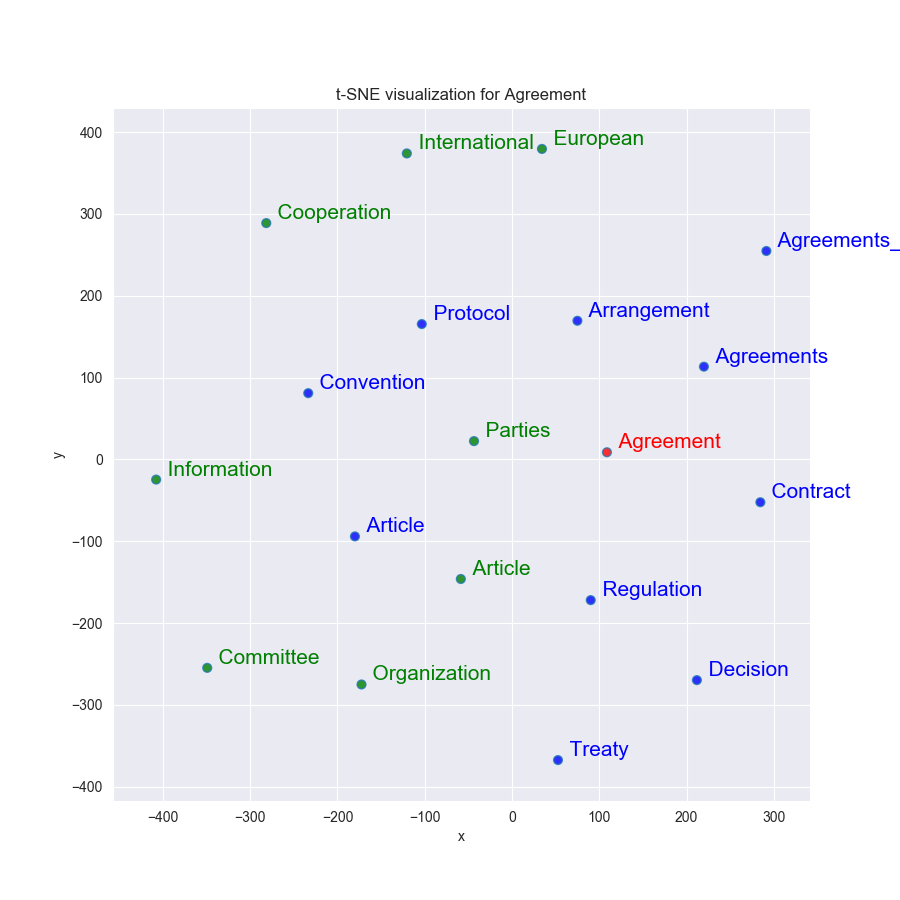 t-SNE visualization for Agreement
400
300
200
100
0
−100
−200
−300
−400
y
International
European
Cooperation
Agreements_
Protocol
Arrangement
Agreements
Convention
Parties
Agreement
Information
Contract
Article
Article
Regulation
Committee
Organization
Decision
Treaty
−400 −300 −200 −100 0 100 200 300
x